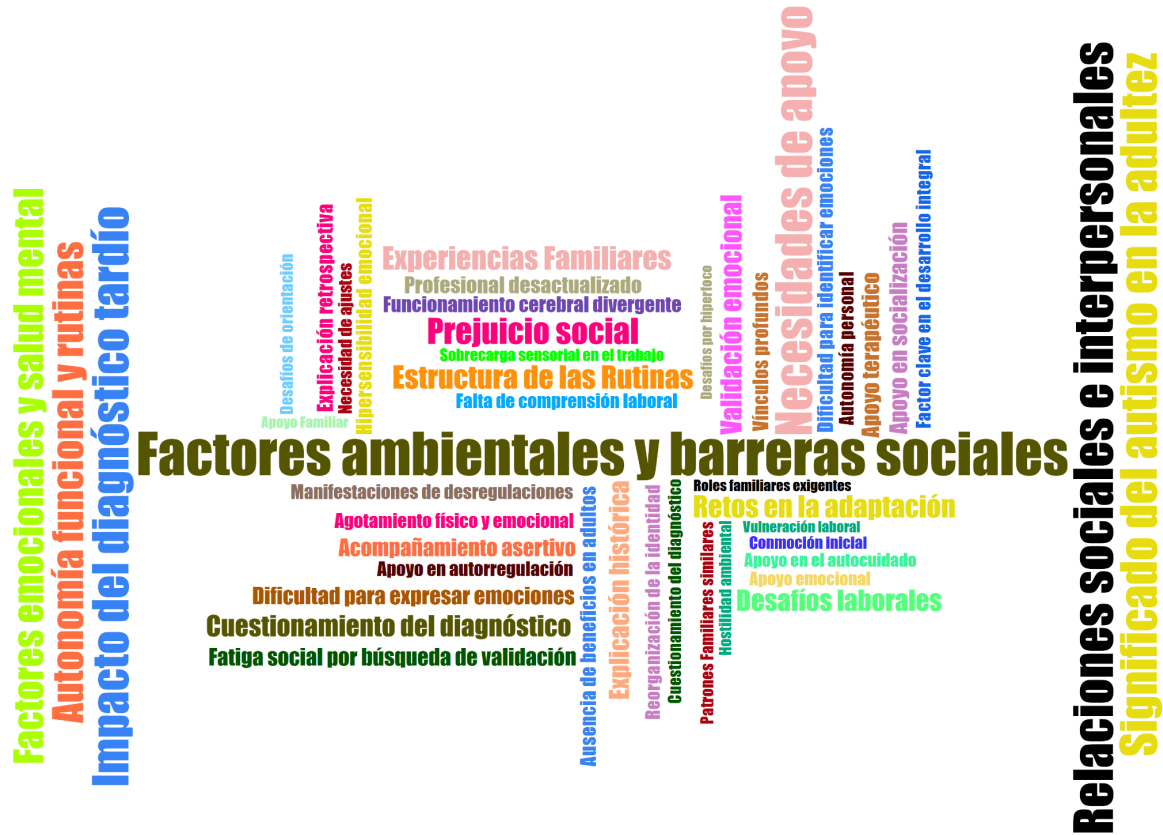 Factores emocionales y salud mental
Autonomía funcional y rutinas
Impacto del diagnóstico tardío
Desafíos de orientación
Explicación retrospectiva
Necesidad de ajustes
Hipersensibilidad emocional
Apoyo Familiar
Experiencias Familiares
Profesional desactualizado
Funcionamiento cerebral divergente
Prejuicio social
Sobrecarga sensorial en el trabajo
Estructura de las Rutinas
Falta de comprensión laboral
Desafíos por hiperfoco
Validación emocional
Vínculos profundos
Necesidades de apoyo
Dificultad para identificar emociones
Autonomía personal
Apoyo terapéutico
Apoyo en socialización
Factor clave en el desarrollo integral
Factores ambientales y barreras sociales
Manifestaciones de desregulaciones
Agotamiento físico y emocional
Acompañamiento asertivo
Apoyo en autorregulación
Dificultad para expresar emociones
Cuestionamiento del diagnóstico
Fatiga social por búsqueda de validación
Ausencia de beneficios en adultos
Explicación histórica
Reorganización de la identidad
Cuestionamiento del diagnóstico
Patrones Familiares similares
Hostilidad ambiental
Roles familiares exigentes
Retos en la adaptación
Vulneración laboral
Conmoción Inicial
Apoyo en el autocuidado
Apoyo emocional
Desafíos laborales
Relaciones sociales e interpersonales
Significado del autismo en la adultez